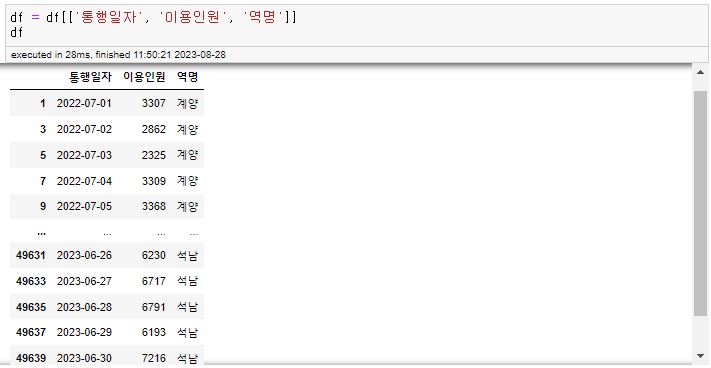 df = df[['통행일자', '이용인원', '역명']]
df
executed in 28ms, finished 11:50:21 2023-08-28
통행일자 이용인원 역명
1 2022-07-01 3307 계양
3 2022-07-02 2862 계양
5 2022-07-03 2325 계양
7 2022-07-04 3309 계양
9 2022-07-05 3368 계양
... ... ... ...
49631 2023-06-26 6230 석남
49633 2023-06-27 6717 석남
49635 2023-06-28 6791 석남
49637 2023-06-29 6193 석남
49639 2023-06-30 7216 석남